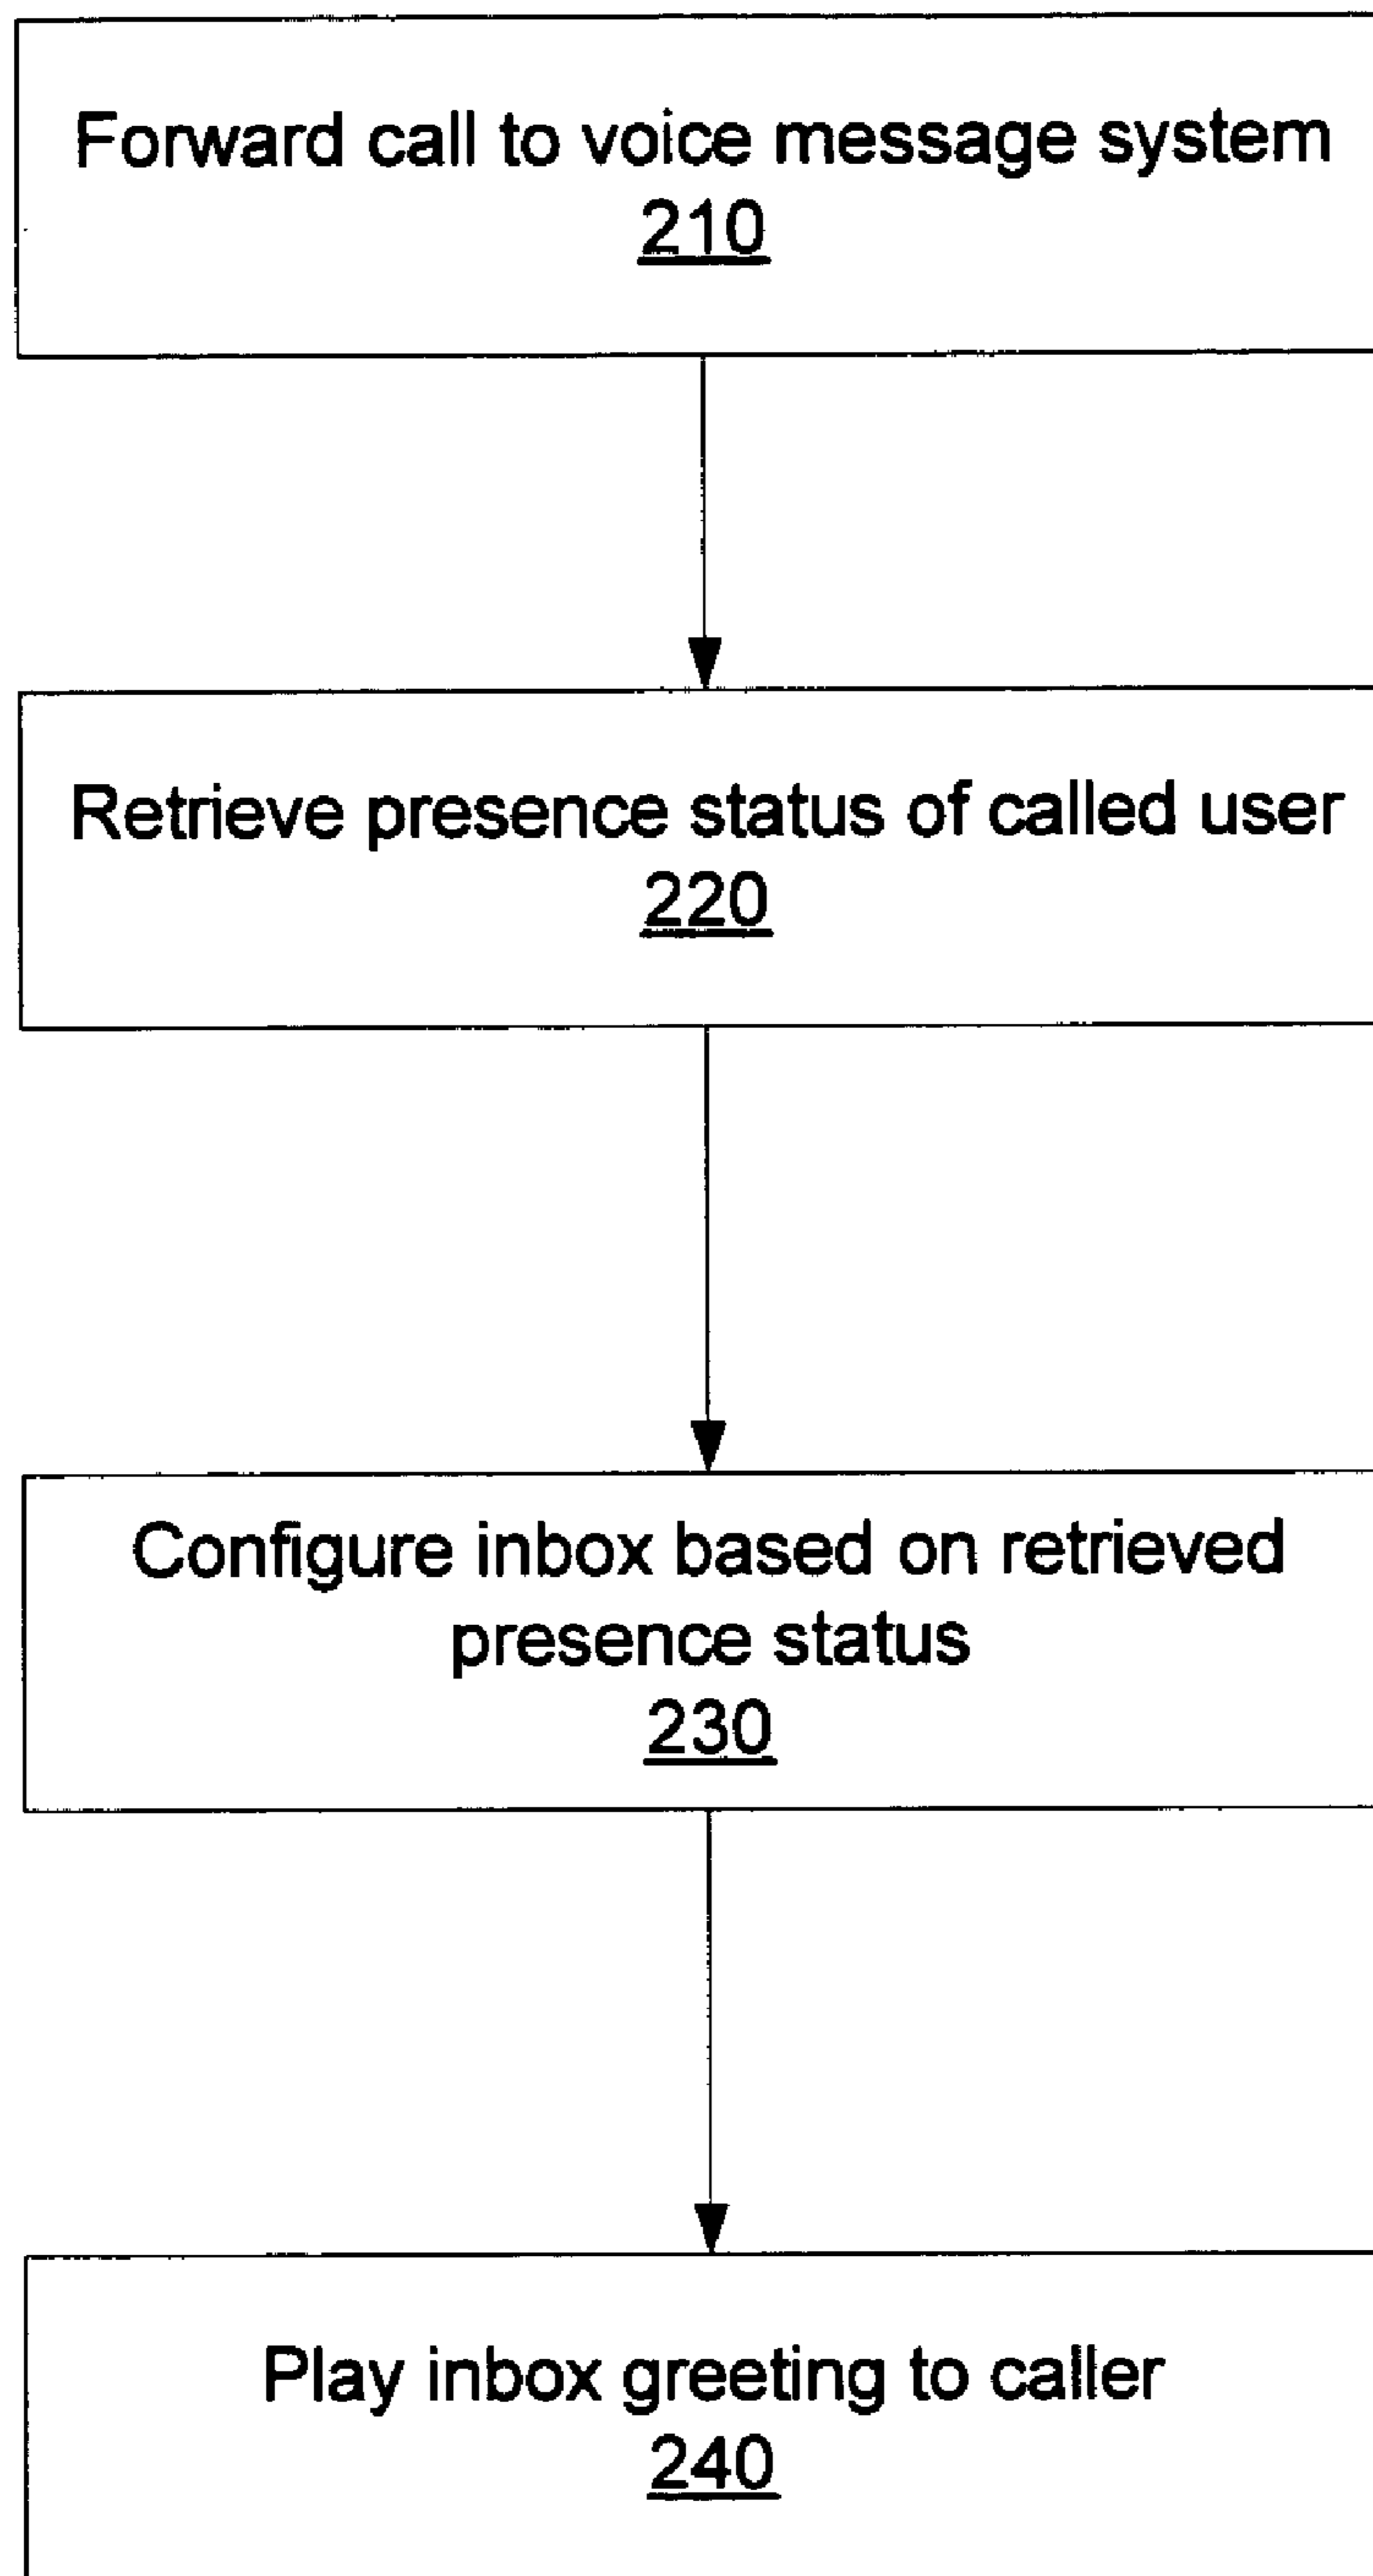 Forward call to voice message system
210
Retrieve presence status of called user
220
Configure inbox based on retrieved
presence status
230
Play inbox greeting to caller
240